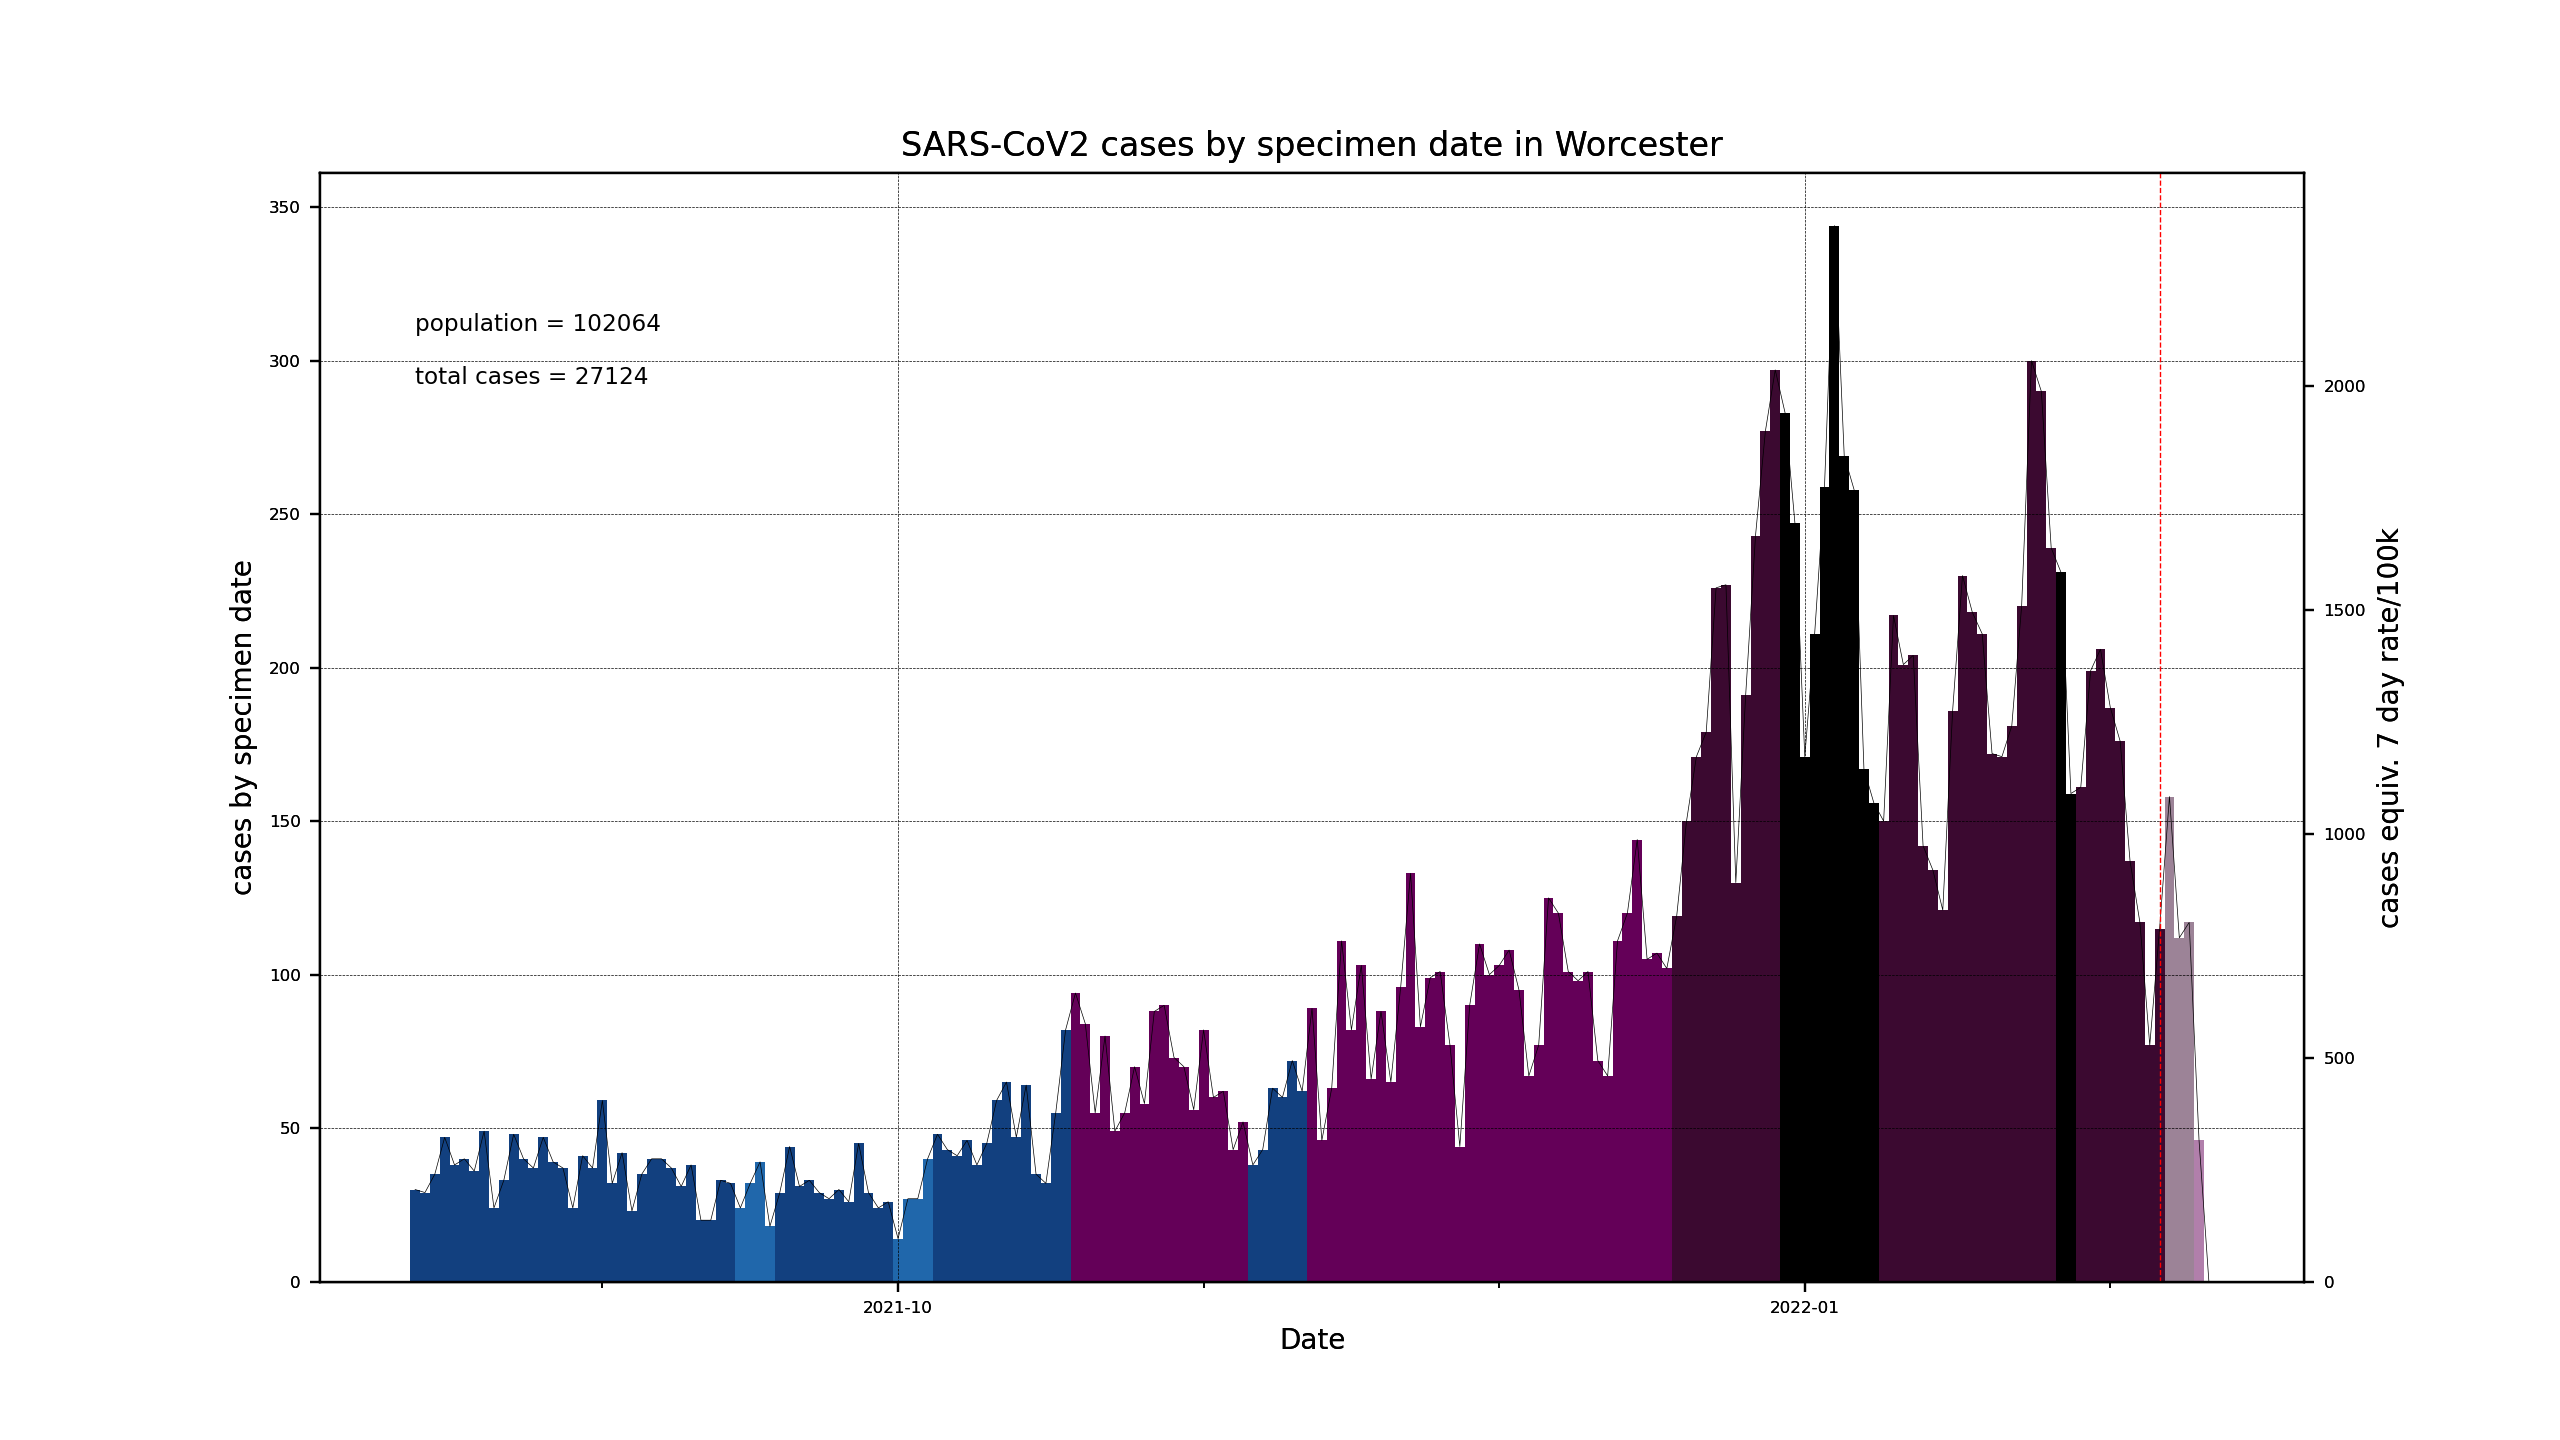 SARS-CoV2 cases by specimen date in Worcester
population = 102064
total cases = 27124
cases by specimen date
350
300
250
200
150
100
50
0
2000
1500
1000
500
0
cases equiv. 7 day rate/100k
2021-10
2022-01
Date